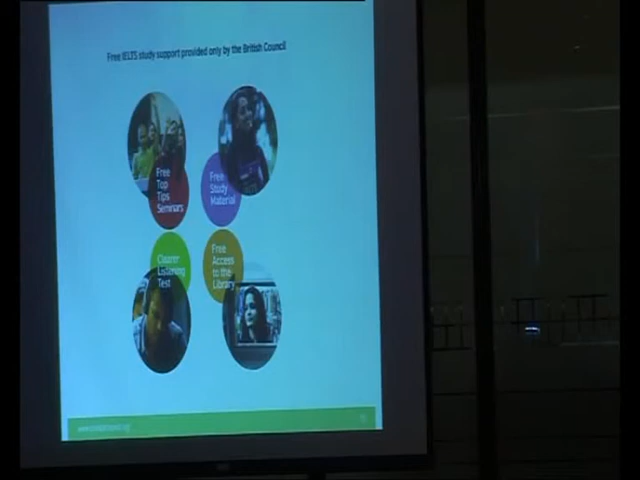 Free IELTS study support provided only by the British Council
Free
Top
Tips
Seminars
Free
Study
Material
Clearer
Listening
Test
Free
Access
to the
Library